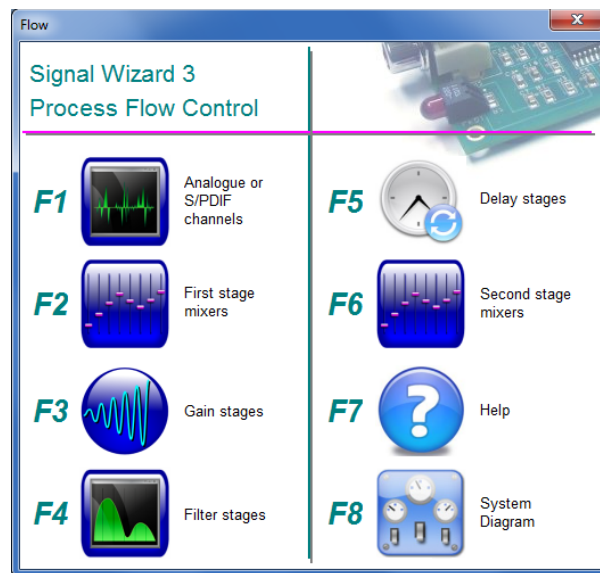 Flow
Signal Wizard 3
Process Flow Control
F1
Analogue or
S/PDIF
channels
F2
First stage
mixers
F3
Gain stages
F4
Filter stages
F5
Delay stages
F6
Second stage
mixers
F7
Help
F8
System
Diagram